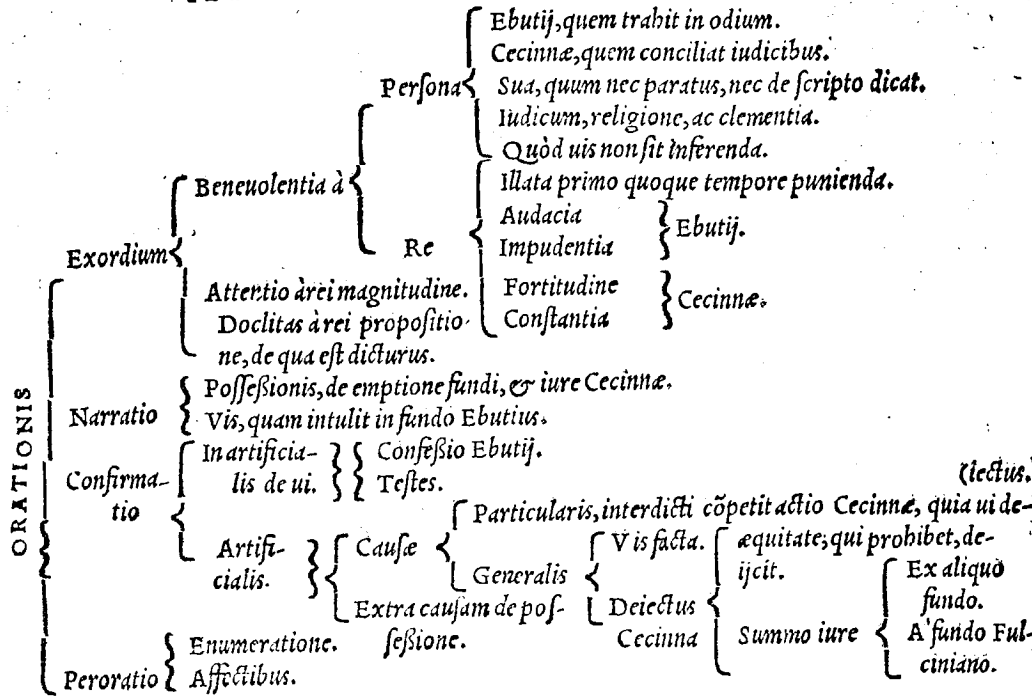 Ebutij, quem trahit in odium.
Cecinnæ, quem conciliat iudicibus.
Perſona
Sua, quum nec paratus, nec de ſcripto dicat.
Iudicum, religione, ac clementia.
Quòd uis non ſit inferenda.
Beneuolentia à
Illata primo quoque tempore punienda.
Audacia
Ebutij.
Re
Impudentia
Exordium
Attentio à rei magnitudine.
Fortitudine
Cecinnæ.
Doclitas à rei propoſitio-
Conſtantia
ne, de qua eſt dicturus.
ORATIONIS
Narratio
Poſſeßionis, de emptione fundi, & iure Cecinnæ.
Vis, quam intulit in fundo Ebutius.
Confirma-
tio
Inartificia-
lis de ui.
Confeßio Ebutij.
Teſtes.
(iectus.
Particularis, interdicti cõpetit actio Cecinnæ, quia ui de-
Artifi-
cialis.
Cauſæ
Generalis
Vis facta.
æquitate; qui prohibet, de-
ijcit.
Deiectus
Cecinna
Summo iure
Ex aliquo
fundo.
A' fundo Ful-
ciniano.
Extra cauſam de poſ-
ſeßione.
Peroratio
Enumeratione.
Affectibus.